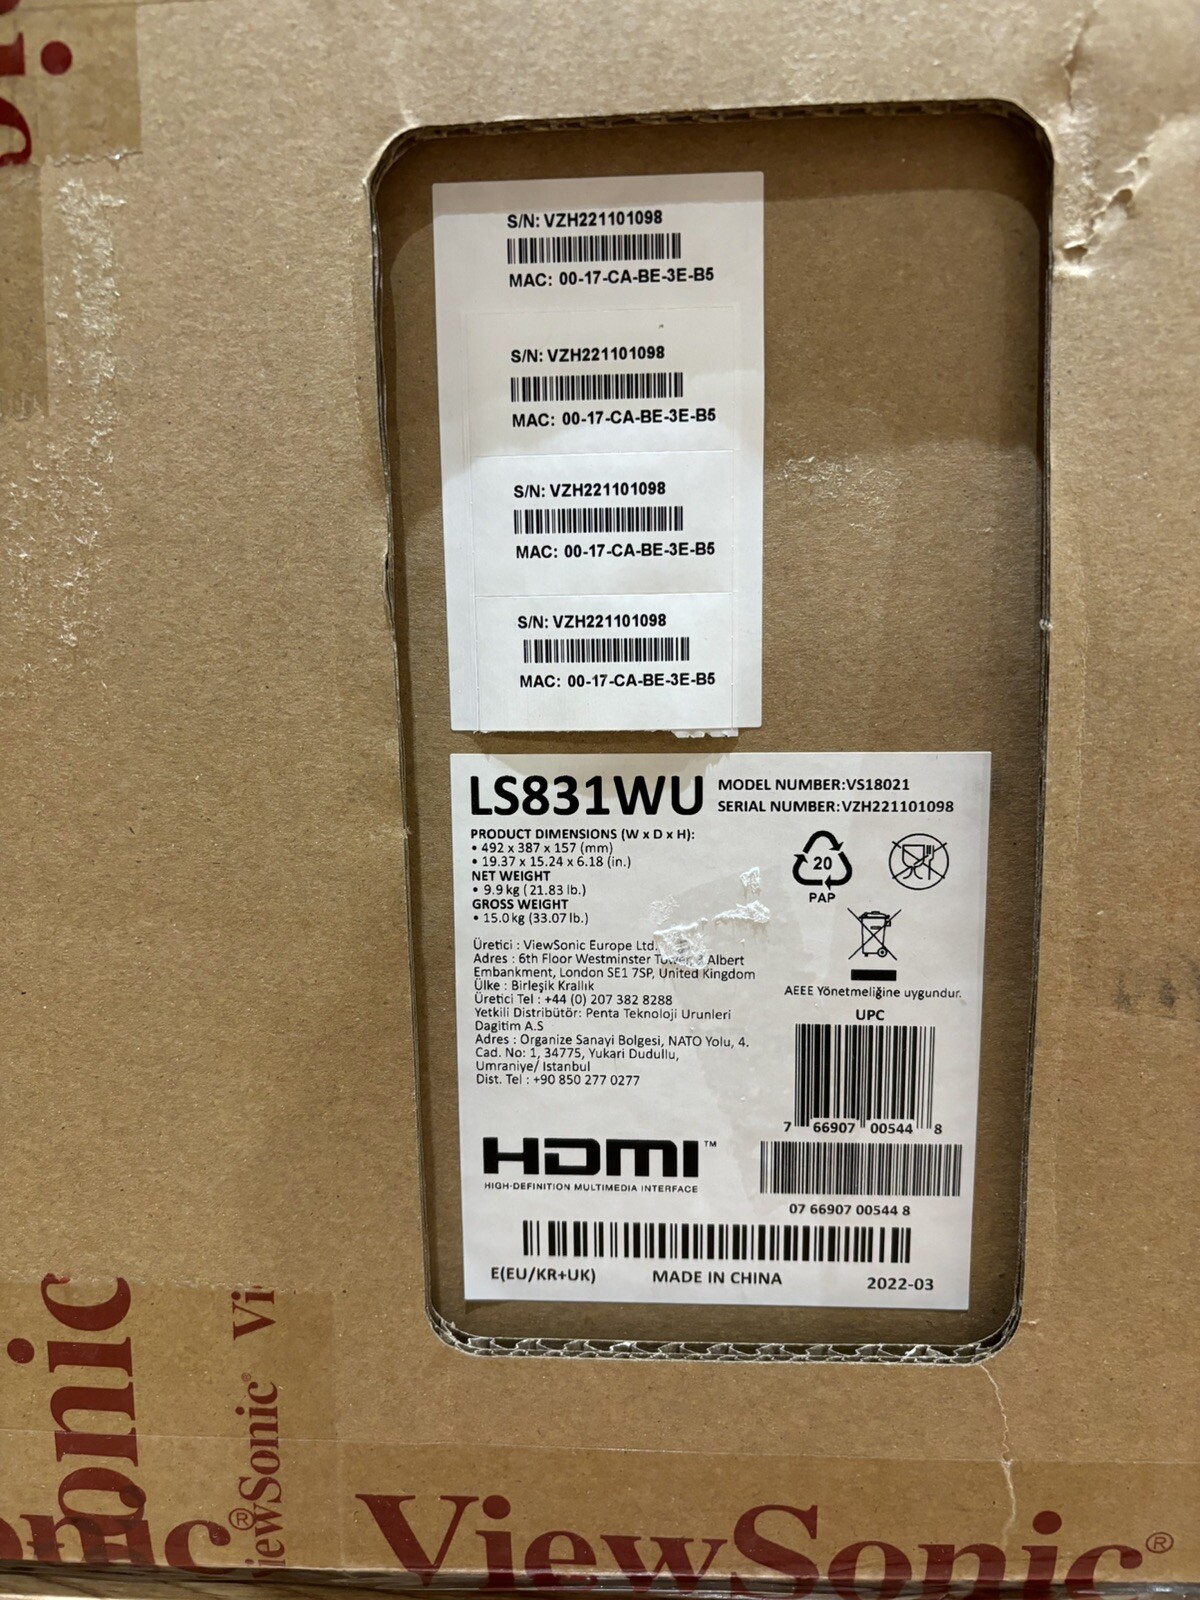 S/N: VZH221101098
MAC: 00-17-CA-BE-3E-B5
S/N: VZH221101098
MAC: 00-17-CA-BE-3E-B5
S/N: VZH221101098
MAC: 00-17-CA-BE-3E-B5
S/N: VZH221101098
MAC: 00-17-CA-BE-3E-B5
LS831WU
MODEL NUMBER:VS18021
SERIAL NUMBER:VZH221101098
PRODUCT DIMENSIONS (W x D x H):
• 492 x 387 x 157 (mm)
• 19.37 x 15.24 x 6.18 (in.)
NET WEIGHT
• 9.9 kg (21.83 lb.)
GROSS WEIGHT
• 15.0 kg (33.07 lb.)
20
PAP
Üretici : ViewSonic Europe Ltd.
Adres : 6th Floor Westminster Tower, Albert
Embankment, London SE1 7SP, United Kingdom
Ülke : Birleşik Krallık
Üretici Tel : +44 (0) 207 382 8288
Yetkili Distribütör: Penta Teknoloji Urunleri
Dagitim A.S
Adres : Organize Sanayi Bolgesi, NATO Yolu, 4.
Cad. No: 1, 34775, Yukari Dudullu,
Umraniye/ Istanbul
Dist. Tel : +90 850 277 0277
AEEE Yönetmeliğine uygundur.
UPC
7 66907 00544 8
07 66907 00544 8
HDMI™
HIGH-DEFINITION MULTIMEDIA INTERFACE
E(EU/KR+UK) MADE IN CHINA 2022-03
onic
ViewSonic® Vi
onic®
ViewSonic®